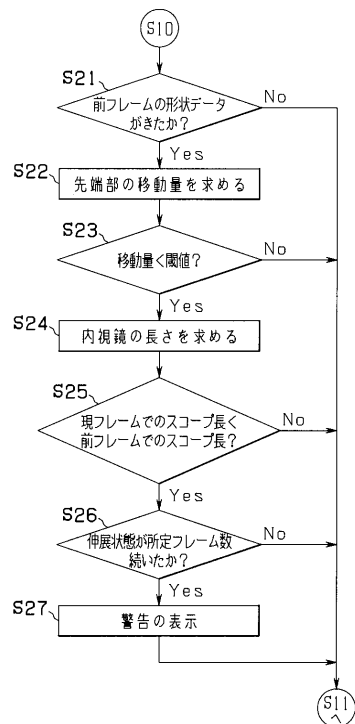 S10
S21
前フレームの形状データ
がきたか?
No
Yes
S22
先端部の移動量を求める
S23
移動量く閾値?
No
Yes
S24
内視鏡の長さを求める
S25
現フレームでのスコープ長く
前フレームでのスコープ長?
No
Yes
S26
伸展状態が所定フレーム数
続いたか?
No
Yes
S27
警告の表示
S11
へ